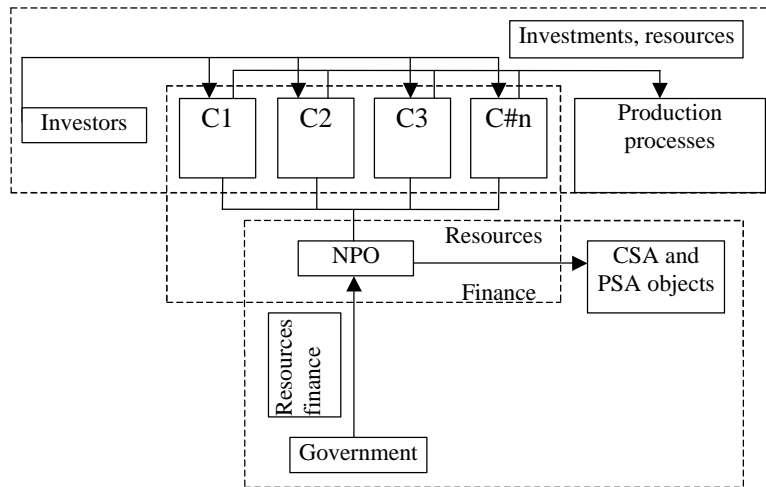 Investments, resources
Investors
C1
C2
C3
C#n
Production
processes
NPO
Resources
Finance
CSA and
PSA objects
Resources
finance
Government